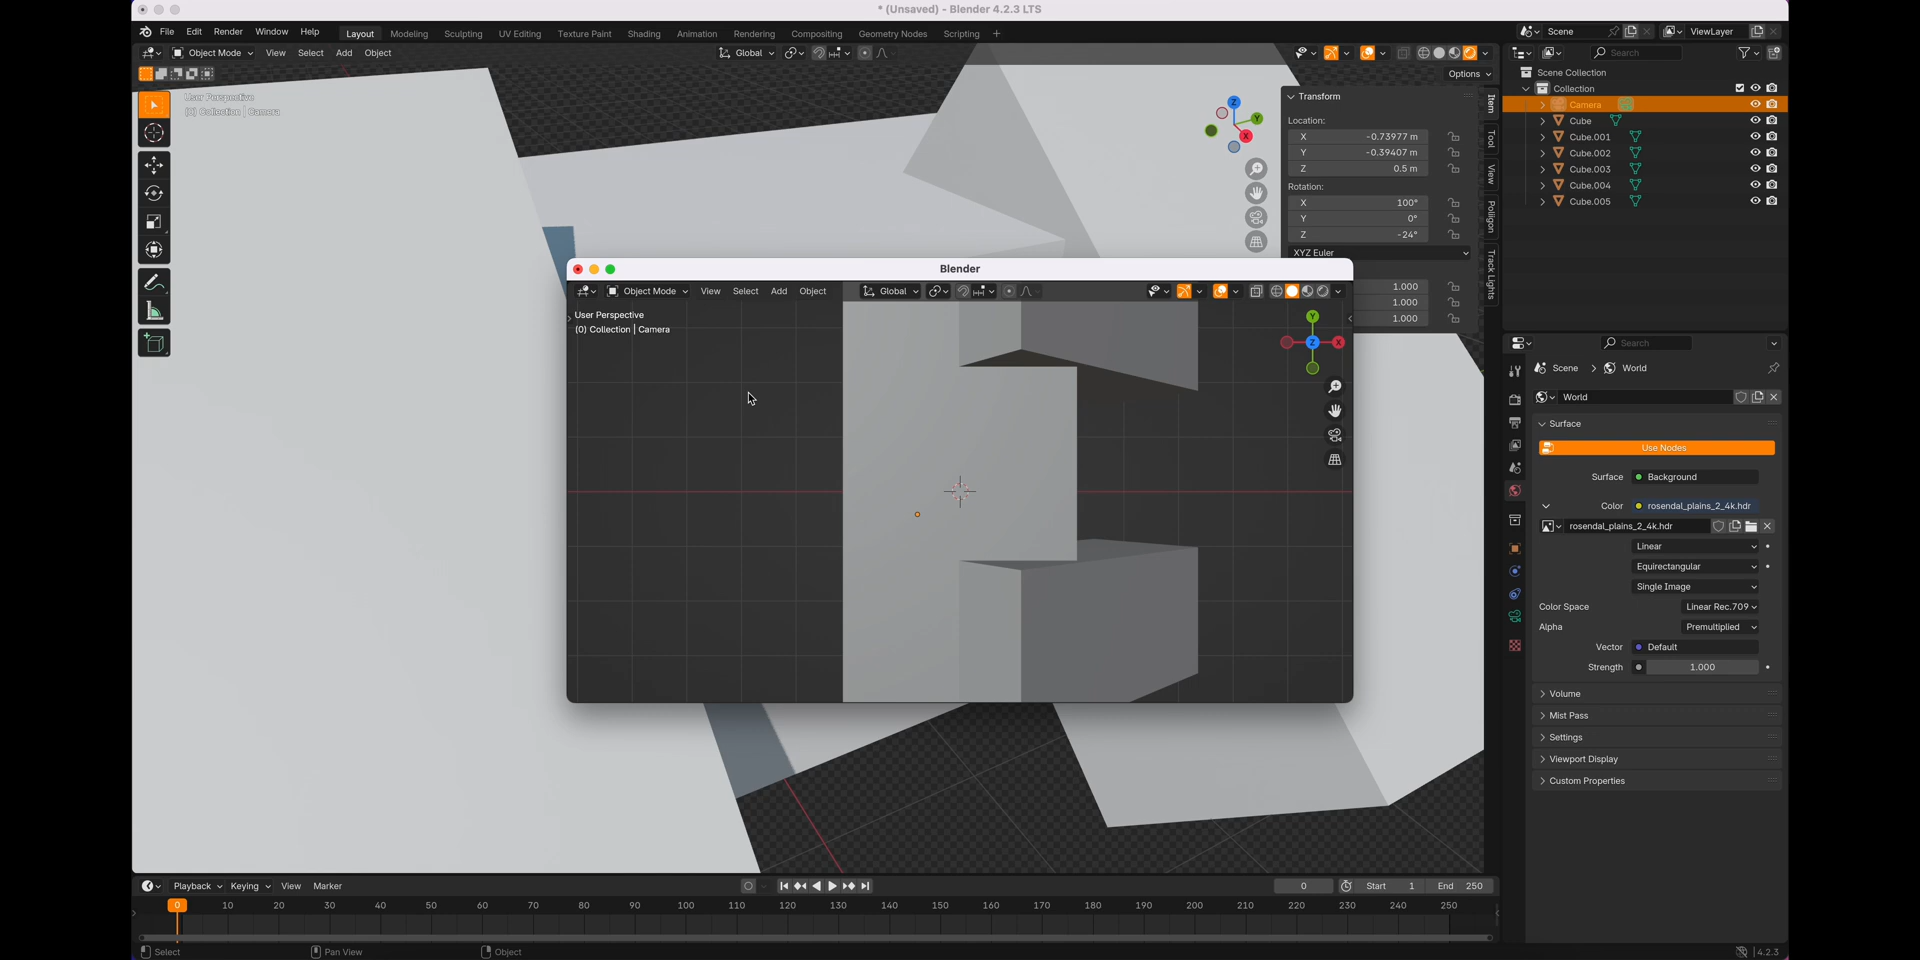 * (Unsaved) - Blender 4.2.3 LTS
File Edit Render Window Help Layout Modeling Sculpting UV Editing Texture Paint Shading Animation Rendering Compositing Geometry Nodes Scripting + Scene ViewLayer
Object Mode View Select Add Object Global Search
Options
Scene Collection
Collection
Camera
Cube
Cube.001
Cube.002
Cube.003
Cube.004
Cube.005
User Perspective
(0) Collection | Camera
Z
Y
X
Transform
Location:
X -0.73977 m
Y -0.39407 m
Z 0.5 m
Rotation:
X 100°
Y 0°
Z -24°
XYZ Euler
1.000
1.000
1.000
Item
Tool
View
Poliigon
Track Lights
Blender
Object Mode View Select Add Object Global
User Perspective
(0) Collection | Camera
Y
Z
X
Search
Scene > World
World
Surface
Use Nodes
Surface Background
Color rosendal_plains_2_4k.hdr
rosendal_plains_2_4k.hdr
Linear
Equirectangular
Single Image
Color Space Linear Rec.709
Alpha Premultiplied
Vector Default
Strength 1.000
Volume
Mist Pass
Settings
Viewport Display
Custom Properties
Playback Keying View Marker 0 Start 1 End 250
0 10 20 30 40 50 60 70 80 90 100 110 120 130 140 150 160 170 180 190 200 210 220 230 240 250
Select Pan View Object 4.2.3